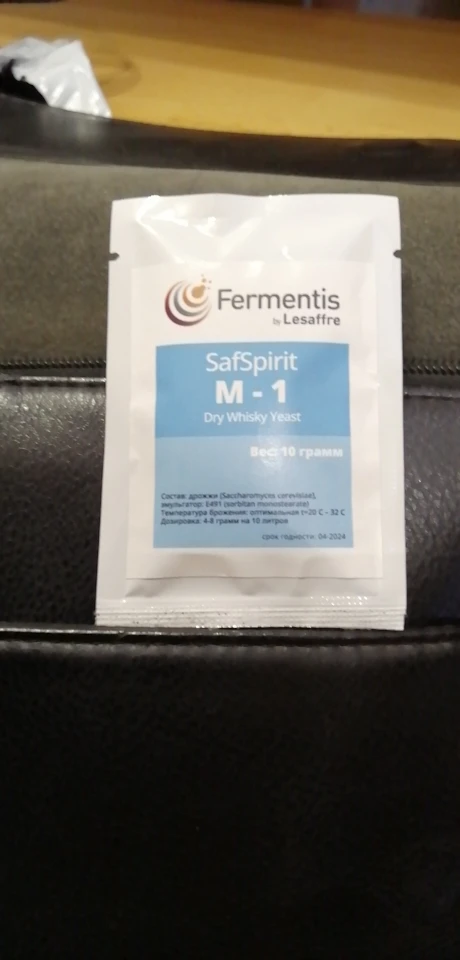 Fermentis
by Lesaffre
SafSpirit
M - 1
Dry Whisky Yeast
Вес: 10 грамм
Состав: дрожжи (Saccharomyces cerevisiae),
эмульгатор: E491 (sorbitan monostearate)
Температура брожения: оптимальная t=20 C - 32 C
Дозировка: 4-8 грамм на 10 литров
срок годности: 04-2024